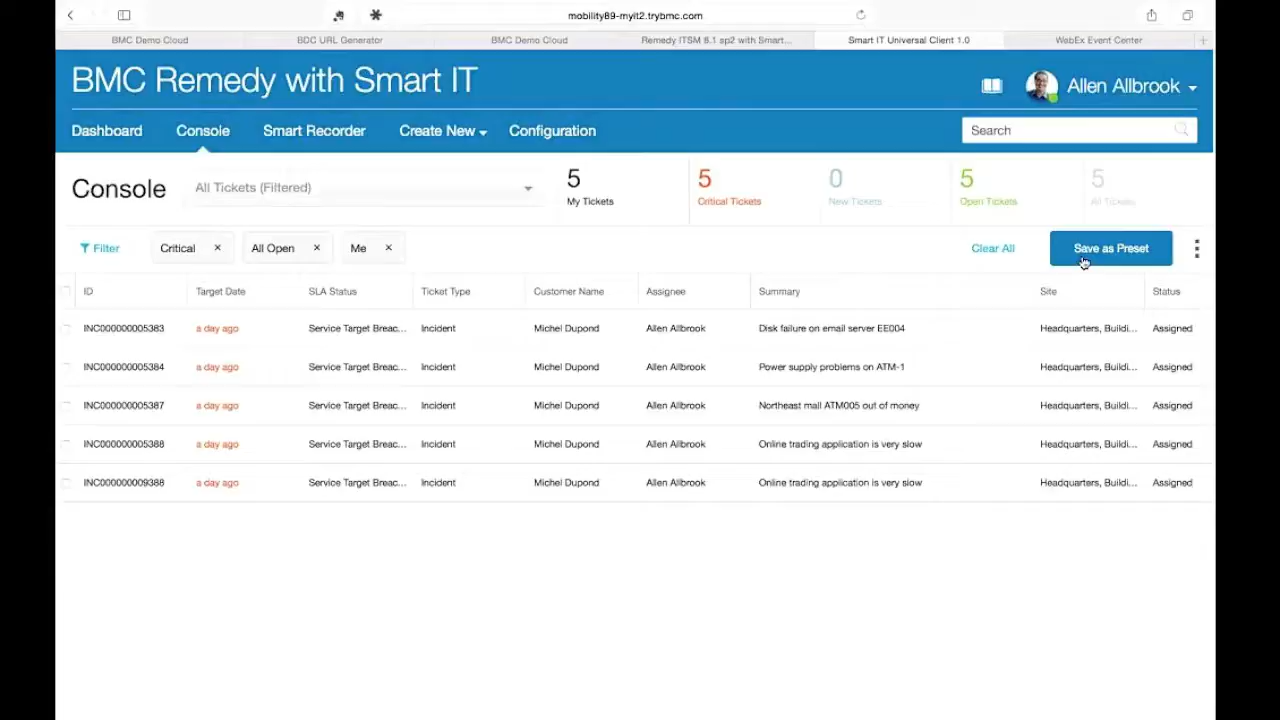 mobility89-myit2.trybmc.com
BMC Demo Cloud BDC URL Generator BMC Demo Cloud Remedy ITSM 8.1 sp2 with Smart... Smart IT Universal Client 1.0 WebEx Event Center +
BMC Remedy with Smart IT
Allen Allbrook
Dashboard Console Smart Recorder Create New Configuration Search
Console All Tickets (Filtered)
5 5 0 5 5
My Tickets Critical Tickets New Tickets Open Tickets All Tickets
Filter Critical × All Open × Me × Clear All Save as Preset
ID Target Date SLA Status Ticket Type Customer Name Assignee Summary Site Status
INC000000005383 a day ago Service Target Breac... Incident Michel Dupond Allen Allbrook Disk failure on email server EE004 Headquarters, Buildi... Assigned
INC000000005384 a day ago Service Target Breac... Incident Michel Dupond Allen Allbrook Power supply problems on ATM-1 Headquarters, Buildi... Assigned
INC000000005387 a day ago Service Target Breac... Incident Michel Dupond Allen Allbrook Northeast mall ATM005 out of money Headquarters, Buildi... Assigned
INC000000005388 a day ago Service Target Breac... Incident Michel Dupond Allen Allbrook Online trading application is very slow Headquarters, Buildi... Assigned
INC000000009388 a day ago Service Target Breac... Incident Michel Dupond Allen Allbrook Online trading application is very slow Headquarters, Buildi... Assigned